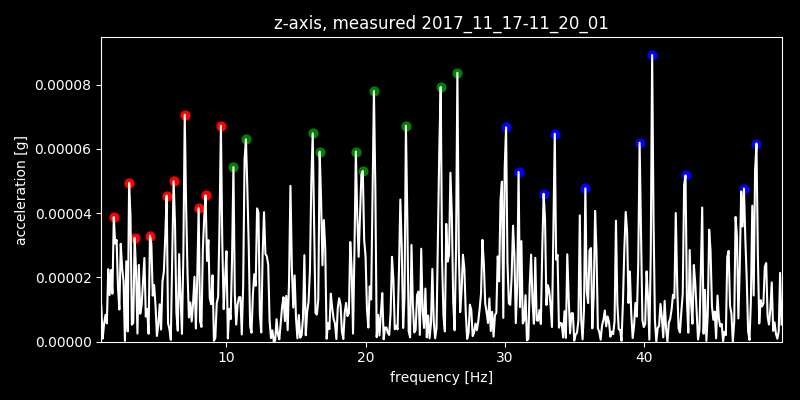 z-axis, measured 2017_11_17-11_20_01
0.00008
0.00006
acceleration [g]
0.00004
0.00002
0.00000
10 20 30 40
frequency [Hz]